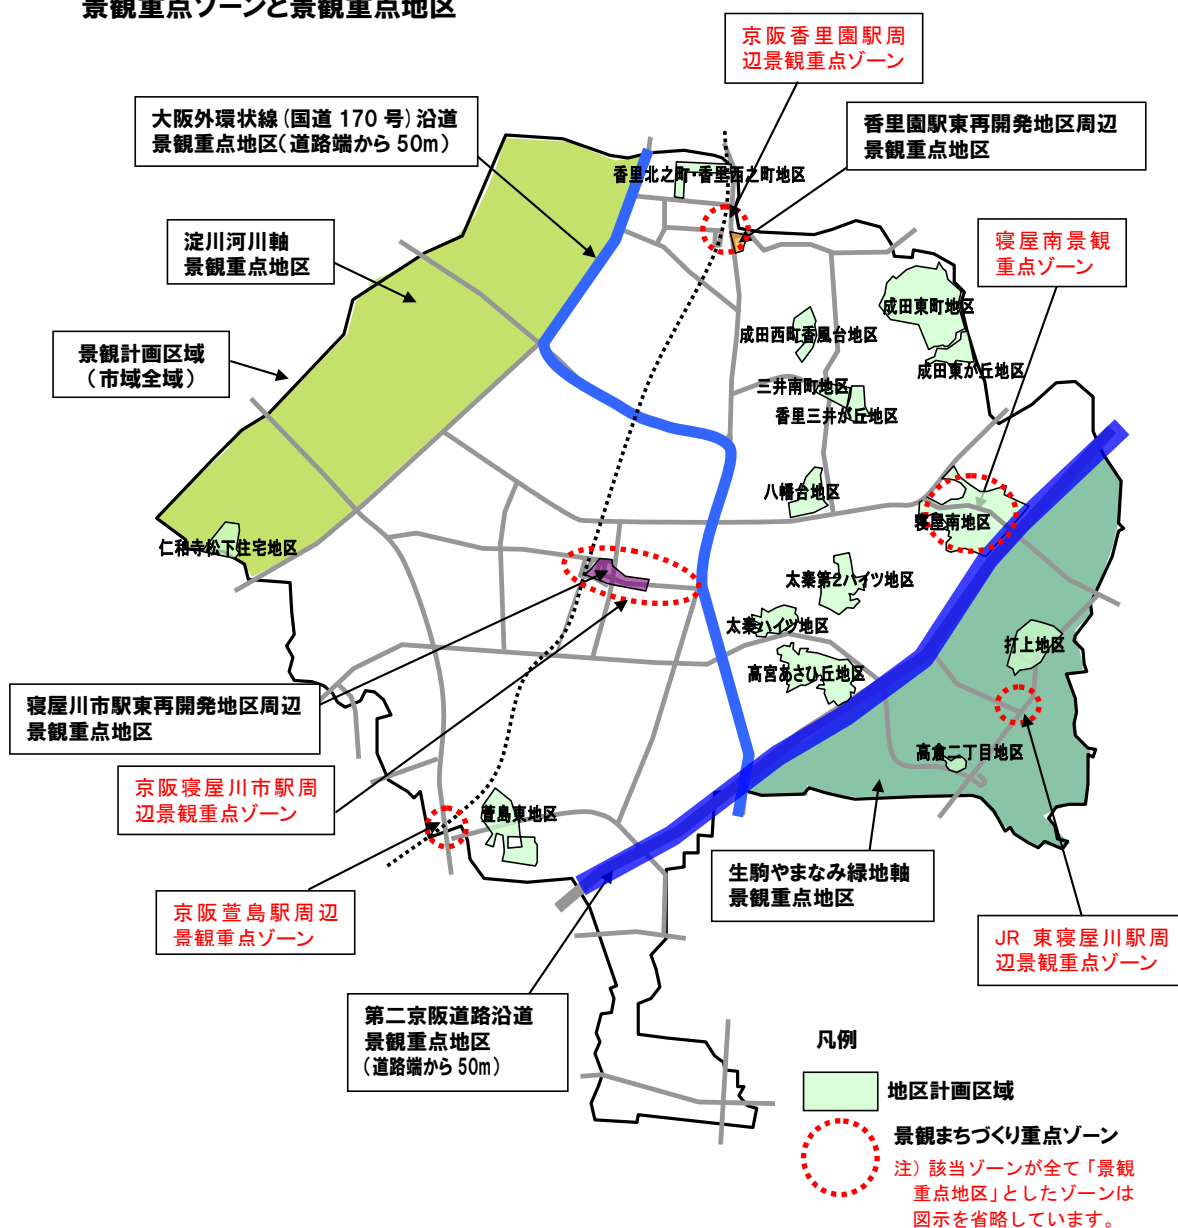 景観重点ゾーンと景観重点地区
京阪香里園駅周
辺景観重点ゾーン
大阪外環状線(国道 170 号)沿道
景観重点地区(道路端から 50m)
香里園駅東再開発地区周辺
景観重点地区
香里北之町・香里西之町地区
淀川河川軸
景観重点地区
寝屋南景観
重点ゾーン
成田東町地区
成田西町香風台地区
景観計画区域
(市域全域)
成田東が丘地区
三井南町地区
香里三井が丘地区
八幡台地区
寝屋南地区
仁和寺松下住宅地区
太秦第2ハイツ地区
太秦ハイツ地区
打上地区
高宮あさひ丘地区
寝屋川市駅東再開発地区周辺
景観重点地区
高倉二丁目地区
京阪寝屋川市駅周
辺景観重点ゾーン
萱島東地区
生駒やまなみ緑地軸
景観重点地区
京阪萱島駅周辺
景観重点ゾーン
JR 東寝屋川駅周
辺景観重点ゾーン
第二京阪道路沿道
景観重点地区
(道路端から 50m)
凡例
地区計画区域
景観まちづくり重点ゾーン
注)該当ゾーンが全て「景観
重点地区」としたゾーンは
図示を省略しています。